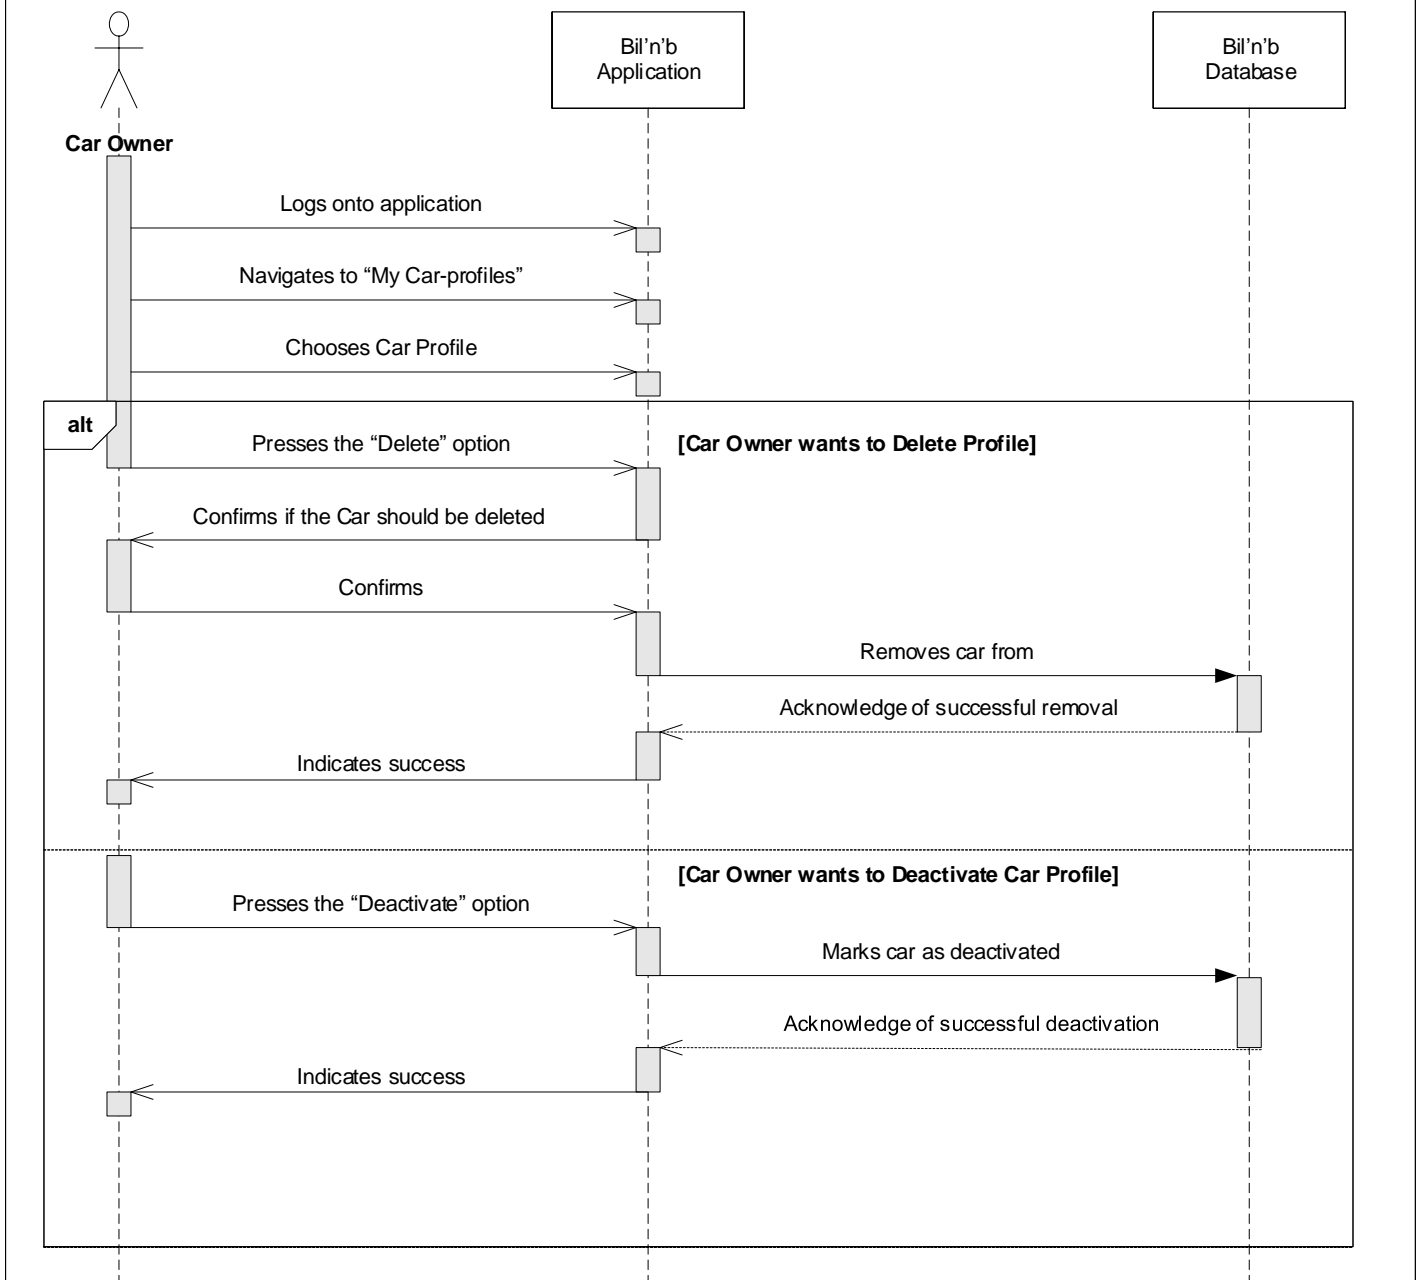 Bil’n’b
Application
Bil’n’b
Database
Car Owner
Logs onto application
Navigates to “My Car-profiles”
Chooses Car Profile
alt
Presses the “Delete” option
[Car Owner wants to Delete Profile]
Confirms if the Car should be deleted
Confirms
Removes car from
Acknowledge of successful removal
Indicates success
[Car Owner wants to Deactivate Car Profile]
Presses the “Deactivate” option
Marks car as deactivated
Acknowledge of successful deactivation
Indicates success